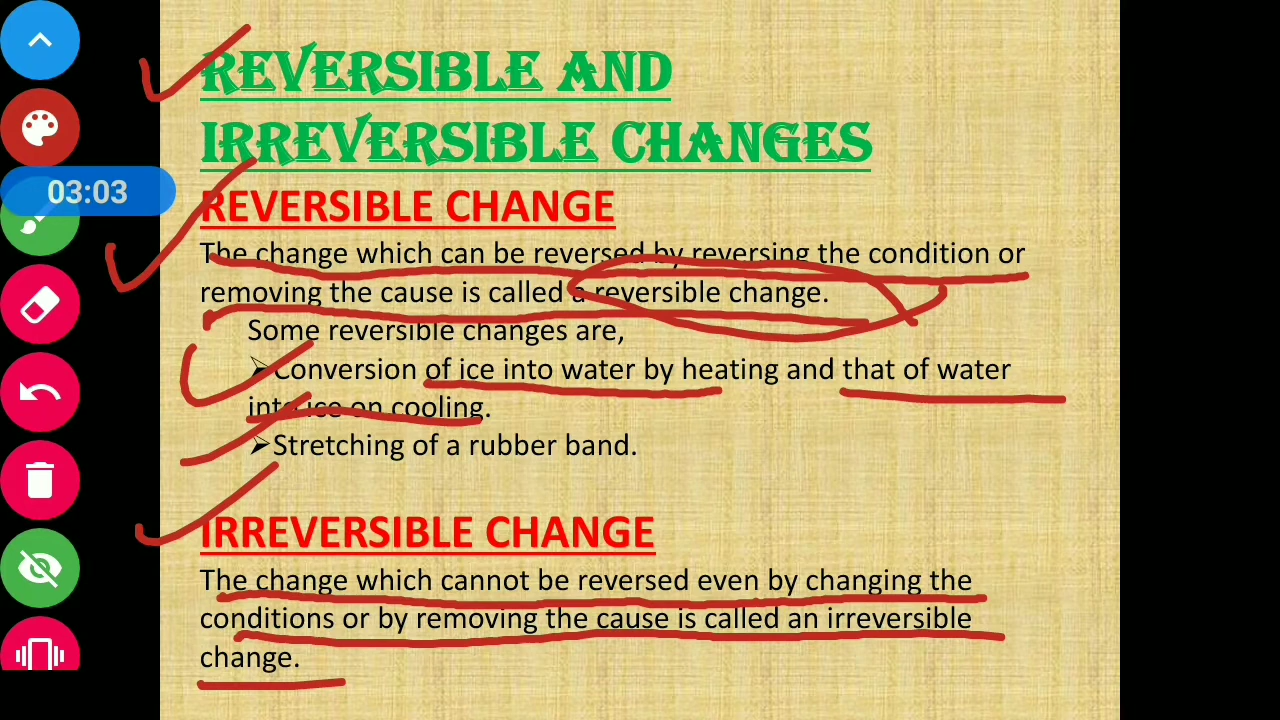 REVERSIBLE AND
IRREVERSIBLE CHANGES
03:03
REVERSIBLE CHANGE
The change which can be reversed by reversing the condition or
removing the cause is called a reversible change.
Some reversible changes are,
➢Conversion of ice into water by heating and that of water
into ice on cooling.
➢Stretching of a rubber band.
IRREVERSIBLE CHANGE
The change which cannot be reversed even by changing the
conditions or by removing the cause is called an irreversible
change.